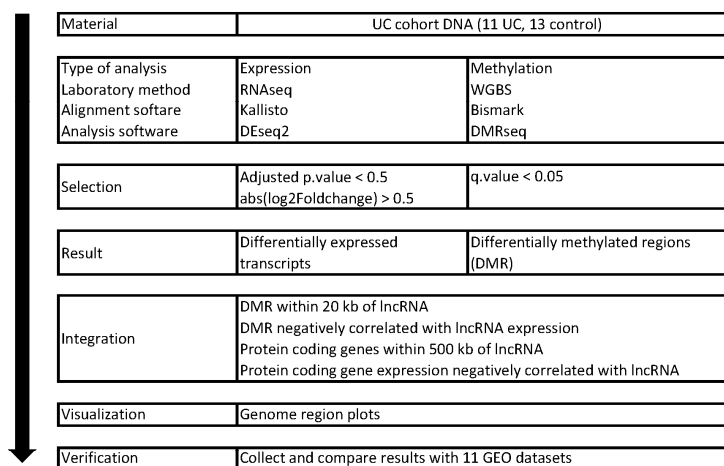 Material UC cohort DNA (11 UC, 13 control)
Type of analysis Expression Methylation
Laboratory method RNAseq WGBS
Alignment softare Kallisto Bismark
Analysis software DEseq2 DMRseq
Selection
Adjusted p.value < 0.5 q.value < 0.05
abs(log2Foldchange) > 0.5
Result
Differentially expressed
transcripts
Differentially methylated regions
(DMR)
Integration
DMR within 20 kb of lncRNA
DMR negatively correlated with lncRNA expression
Protein coding genes within 500 kb of lncRNA
Protein coding gene expression negatively correlated with lncRNA
Visualization Genome region plots
Verification Collect and compare results with 11 GEO datasets